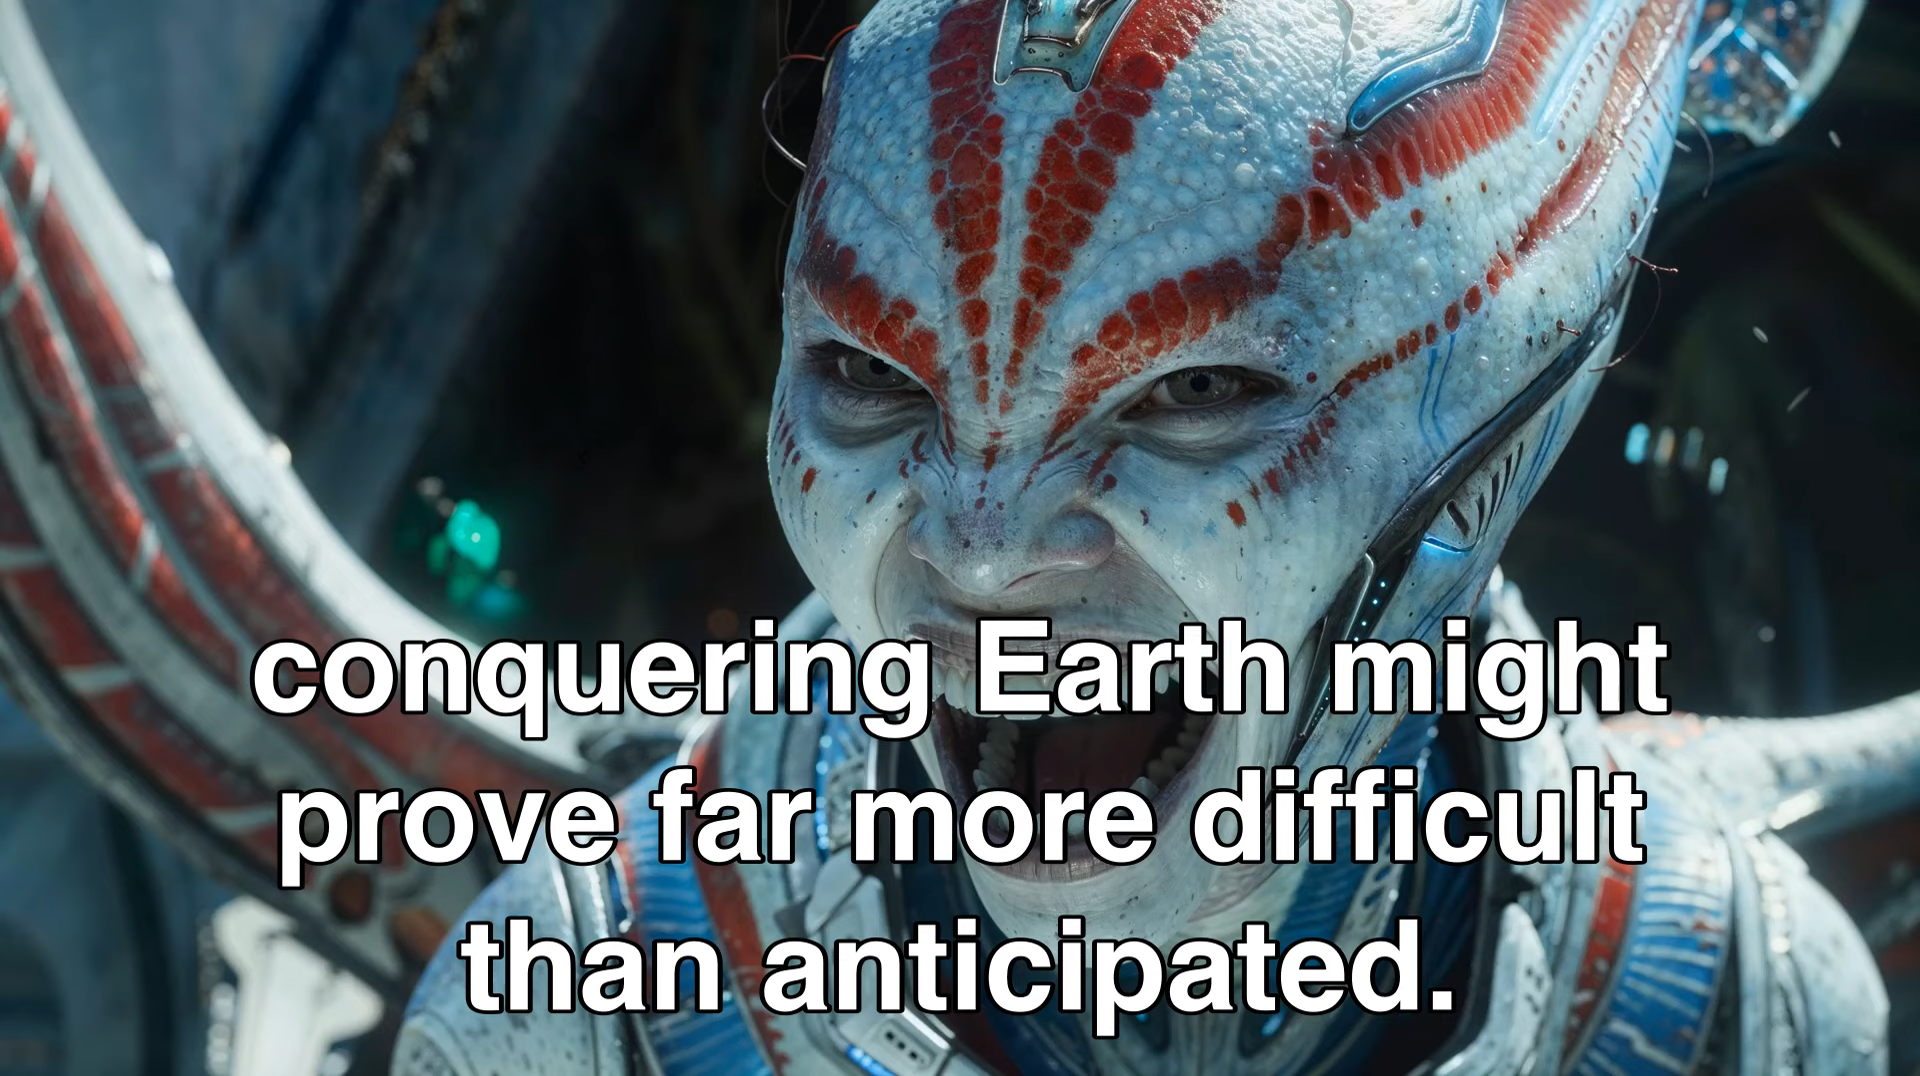 conquering Earth might
prove far more difficult
than anticipated.